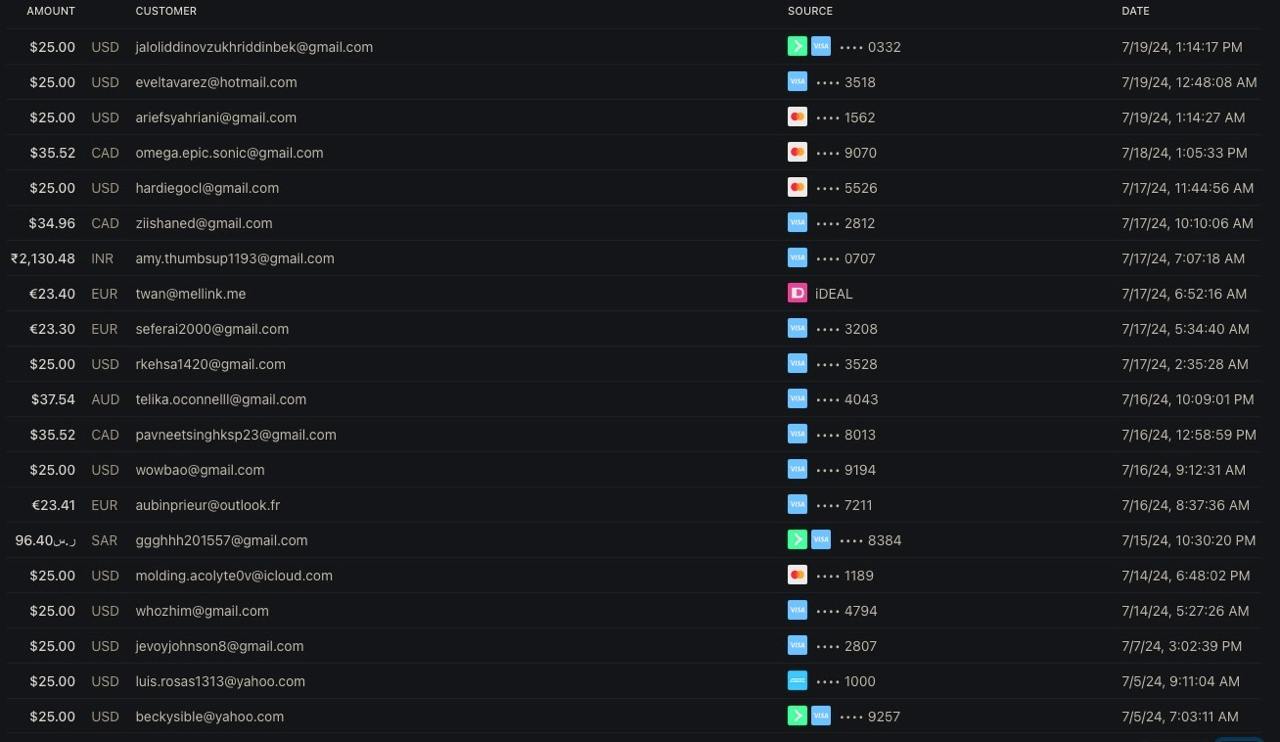 AMOUNT CUSTOMER SOURCE DATE
$25.00 USD jaloliddinovzukhriddinbek@gmail.com VISA •••• 0332 7/19/24, 1:14:17 PM
$25.00 USD eveltavarez@hotmail.com VISA •••• 3518 7/19/24, 12:48:08 AM
$25.00 USD ariefsyahriani@gmail.com •••• 1562 7/19/24, 1:14:27 AM
$35.52 CAD omega.epic.sonic@gmail.com •••• 9070 7/18/24, 1:05:33 PM
$25.00 USD hardiegocl@gmail.com •••• 5526 7/17/24, 11:44:56 AM
$34.96 CAD ziishaned@gmail.com VISA •••• 2812 7/17/24, 10:10:06 AM
₹2,130.48 INR amy.thumbsup1193@gmail.com VISA •••• 0707 7/17/24, 7:07:18 AM
€23.40 EUR twan@mellink.me iDEAL 7/17/24, 6:52:16 AM
€23.30 EUR seferai2000@gmail.com VISA •••• 3208 7/17/24, 5:34:40 AM
$25.00 USD rkehsa1420@gmail.com VISA •••• 3528 7/17/24, 2:35:28 AM
$37.54 AUD telika.oconnelll@gmail.com VISA •••• 4043 7/16/24, 10:09:01 PM
$35.52 CAD pavneetsinghksp23@gmail.com VISA •••• 8013 7/16/24, 12:58:59 PM
$25.00 USD wowbao@gmail.com VISA •••• 9194 7/16/24, 9:12:31 AM
€23.41 EUR aubinprieur@outlook.fr VISA •••• 7211 7/16/24, 8:37:36 AM
96.40ر.س SAR ggghhh201557@gmail.com VISA •••• 8384 7/15/24, 10:30:20 PM
$25.00 USD molding.acolyte0v@icloud.com •••• 1189 7/14/24, 6:48:02 PM
$25.00 USD whozhim@gmail.com VISA •••• 4794 7/14/24, 5:27:26 AM
$25.00 USD jevoyjohnson8@gmail.com VISA •••• 2807 7/7/24, 3:02:39 PM
$25.00 USD luis.rosas1313@yahoo.com •••• 1000 7/5/24, 9:11:04 AM
$25.00 USD beckysible@yahoo.com VISA •••• 9257 7/5/24, 7:03:11 AM